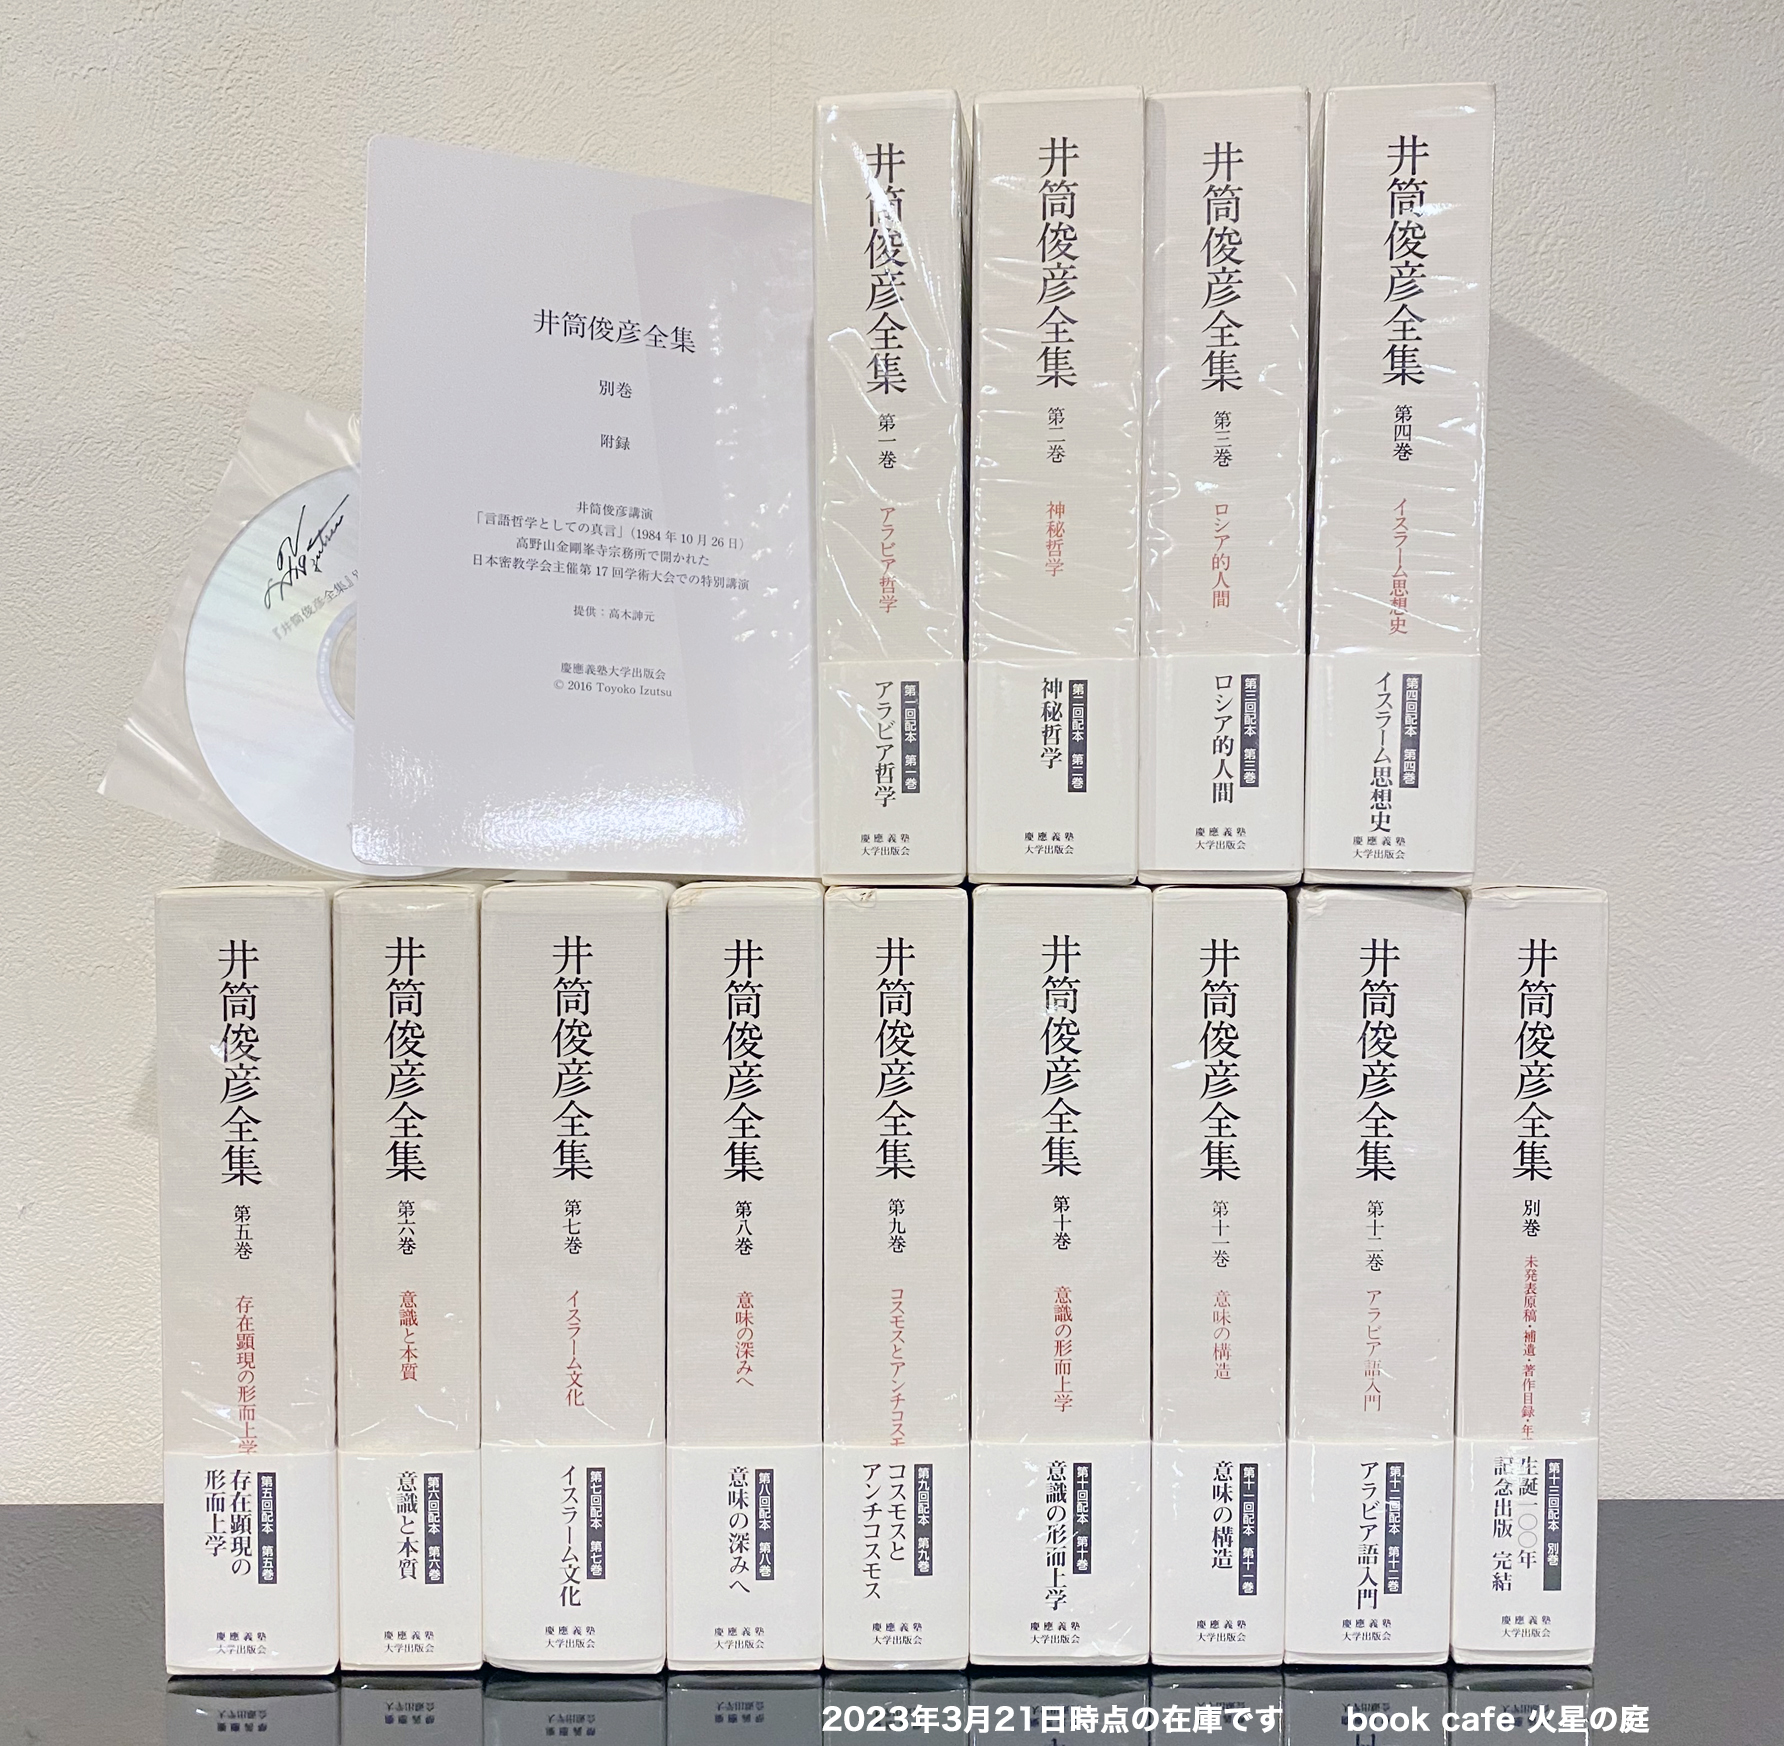 井筒俊彦全集
別巻
附録
井筒俊彦講演
「言語哲学としての真言」(1984年10月26日)
高野山金剛峯寺宗務所で開かれた
日本密教学会主催第17回学術大会での特別講演
提供:高木訷元
慶應義塾大学出版会
© 2016 Toyoko Izutsu
『井筒俊彦全集』
井筒俊彦全集 第一巻 アラビア哲学
第一回配本 第一巻
アラビア哲学
慶應義塾
大学出版会
井筒俊彦全集 第二巻 神秘哲学
第二回配本 第二巻
神秘哲学
慶應義塾
大学出版会
井筒俊彦全集 第三巻 ロシア的人間
第三回配本 第三巻
ロシア的人間
慶應義塾
大学出版会
井筒俊彦全集 第四巻 イスラーム思想史
第四回配本 第四巻
イスラーム思想史
慶應義塾
大学出版会
井筒俊彦全集 第五巻 存在顕現の形而上学
第五回配本 第五巻
存在顕現の
形而上学
慶應義塾
大学出版会
井筒俊彦全集 第六巻 意識と本質
第六回配本 第六巻
意識と本質
慶應義塾
大学出版会
井筒俊彦全集 第七巻 イスラーム文化
第七回配本 第七巻
イスラーム文化
慶應義塾
大学出版会
井筒俊彦全集 第八巻 意味の深みへ
第八回配本 第八巻
意味の深みへ
慶應義塾
大学出版会
井筒俊彦全集 第九巻 コスモスとアンチコスモ
第九回配本 第九巻
コスモスと
アンチコスモス
慶應義塾
大学出版会
井筒俊彦全集 第十巻 意識の形而上学
第十回配本 第十巻
意識の形而上学
慶應義塾
大学出版会
井筒俊彦全集 第十一巻 意味の構造
第十一回配本 第十一巻
意味の構造
慶應義塾
大学出版会
井筒俊彦全集 第十二巻 アラビア語入門
第十二回配本 第十二巻
アラビア語入門
慶應義塾
大学出版会
井筒俊彦全集 別巻 未発表原稿・補遺・著作目録・年
第十三回配本 別巻
生誕一〇〇年
記念出版 完結
慶應義塾
大学出版会
2023年3月21日時点の在庫です book cafe 火星の庭